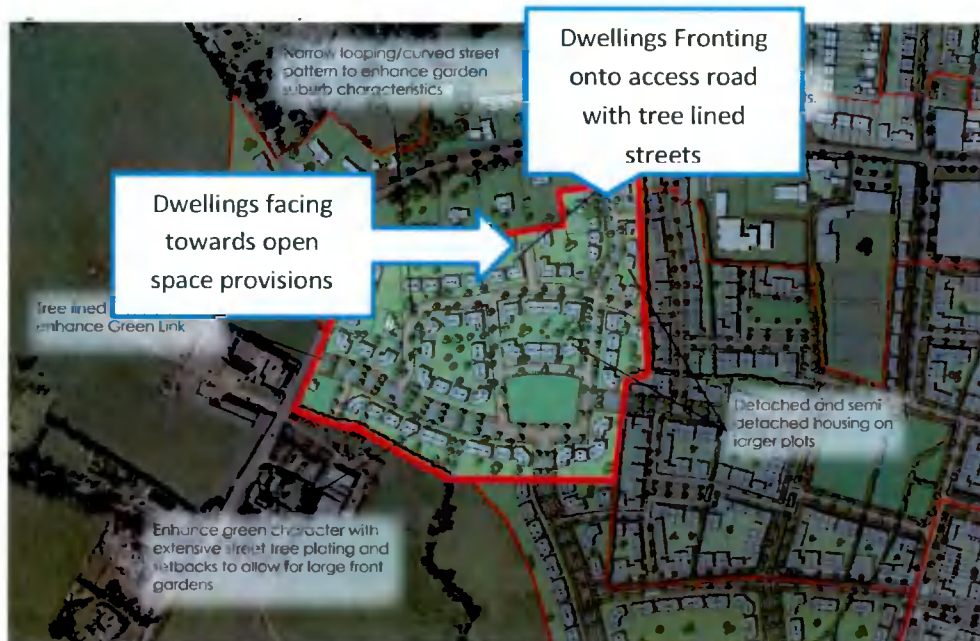 Narrow looping/curved street
pattern to enhance garden
suburb characteristics
Dwellings Fronting
onto access road
with tree lined
streets
Dwellings facing
towards open
space provisions
Tree lined
enhance Green Link
Detached and semi
detached housing on
larger plots
Enhance green character with
extensive street tree plating and
setbacks to allow for large front
gardens